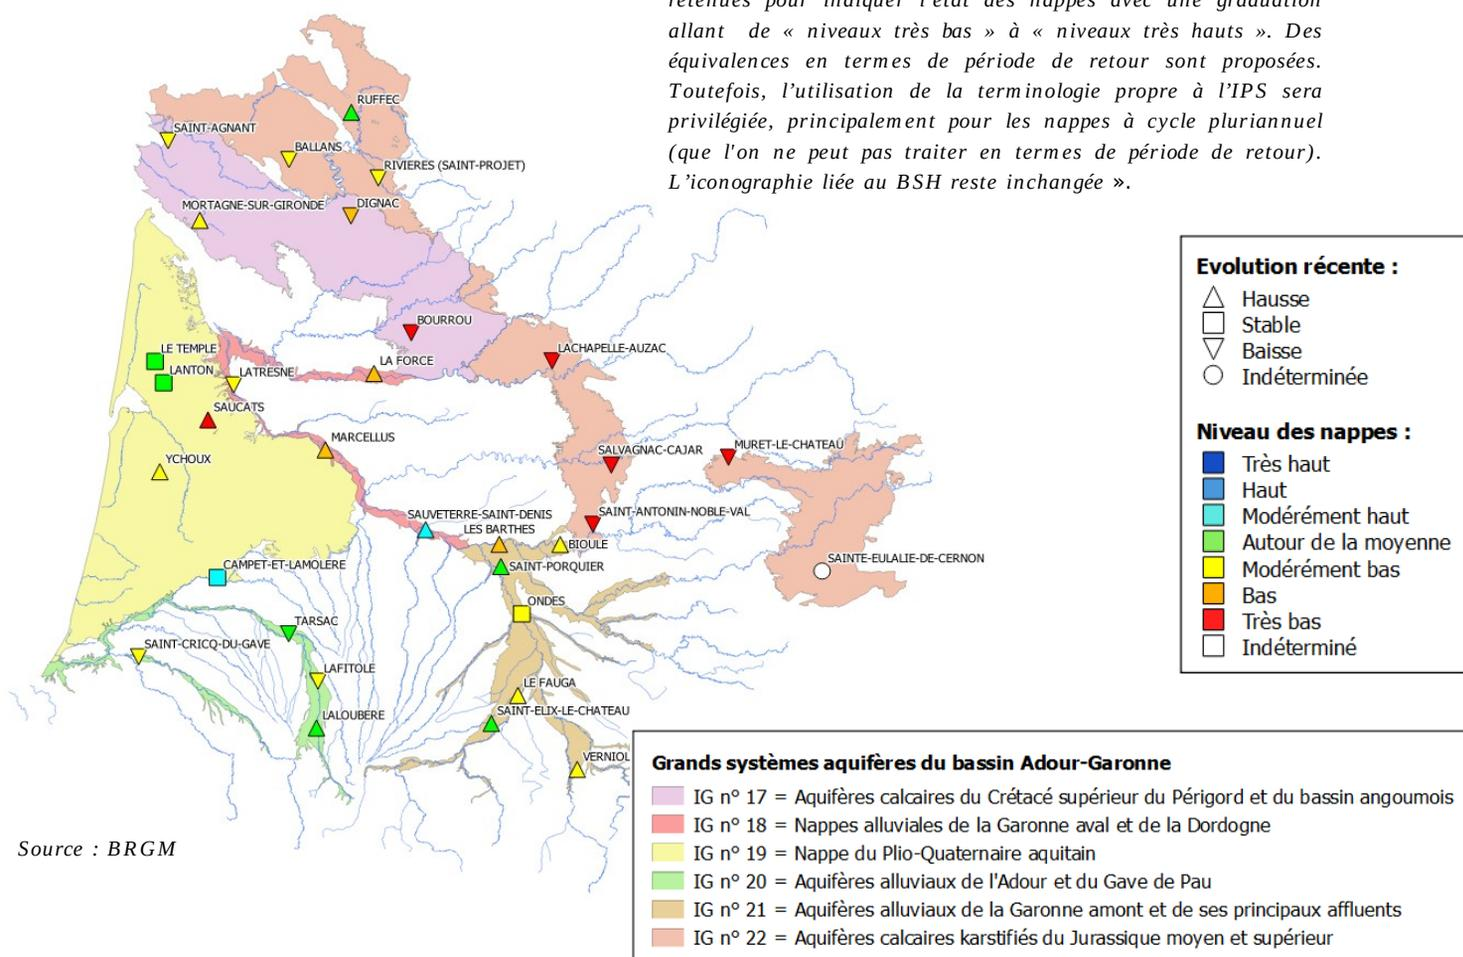 retenues pour indiquer l'état des nappes avec une graduation
allant de « niveaux très bas » à « niveaux très hauts ». Des
équivalences en termes de période de retour sont proposées.
Toutefois, l'utilisation de la terminologie propre à l'IPS sera
privilégiée, principalement pour les nappes à cycle pluriannuel
(que l'on ne peut pas traiter en termes de période de retour).
L'iconographie liée au BSH reste inchangée ».
RUFFEC
SAINT-AGNANT
BALLANS
RIVIERES (SAINT-PROJET)
MORTAGNE-SUR-GIRONDE
DIGNAC
BOURROU
LE TEMPLE
LA FORCE
LACHAPELLE-AUZAC
LANTON
LATRESNE
SAUCATS
MARCELLUS
SALVAGNAC-CAJAR
MURET-LE-CHATEAU
YCHOUX
SAUVETERRE-SAINT-DENIS
SAINT-ANTONIN-NOBLE-VAL
LES BARTHES
BIOULE
SAINTE-EULALIE-DE-CERNON
CAMPET-ET-LAMOLERE
SAINT-PORQUIER
ONDES
TARSAC
SAINT-CRICQ-DU-GAVE
LAFITOLE
LE FAUGA
LALOUBERE
SAINT-ELIX-LE-CHATEAU
VERNIOL
Source : BRGM
Evolution récente :
Hausse
Stable
Baisse
Indéterminée
Niveau des nappes :
Très haut
Haut
Modérément haut
Autour de la moyenne
Modérément bas
Bas
Très bas
Indéterminé
Grands systèmes aquifères du bassin Adour-Garonne
IG n° 17 = Aquifères calcaires du Crétacé supérieur du Périgord et du bassin angoumois
IG n° 18 = Nappes alluviales de la Garonne aval et de la Dordogne
IG n° 19 = Nappe du Plio-Quaternaire aquitain
IG n° 20 = Aquifères alluviaux de l'Adour et du Gave de Pau
IG n° 21 = Aquifères alluviaux de la Garonne amont et de ses principaux affluents
IG n° 22 = Aquifères calcaires karstifiés du Jurassique moyen et supérieur